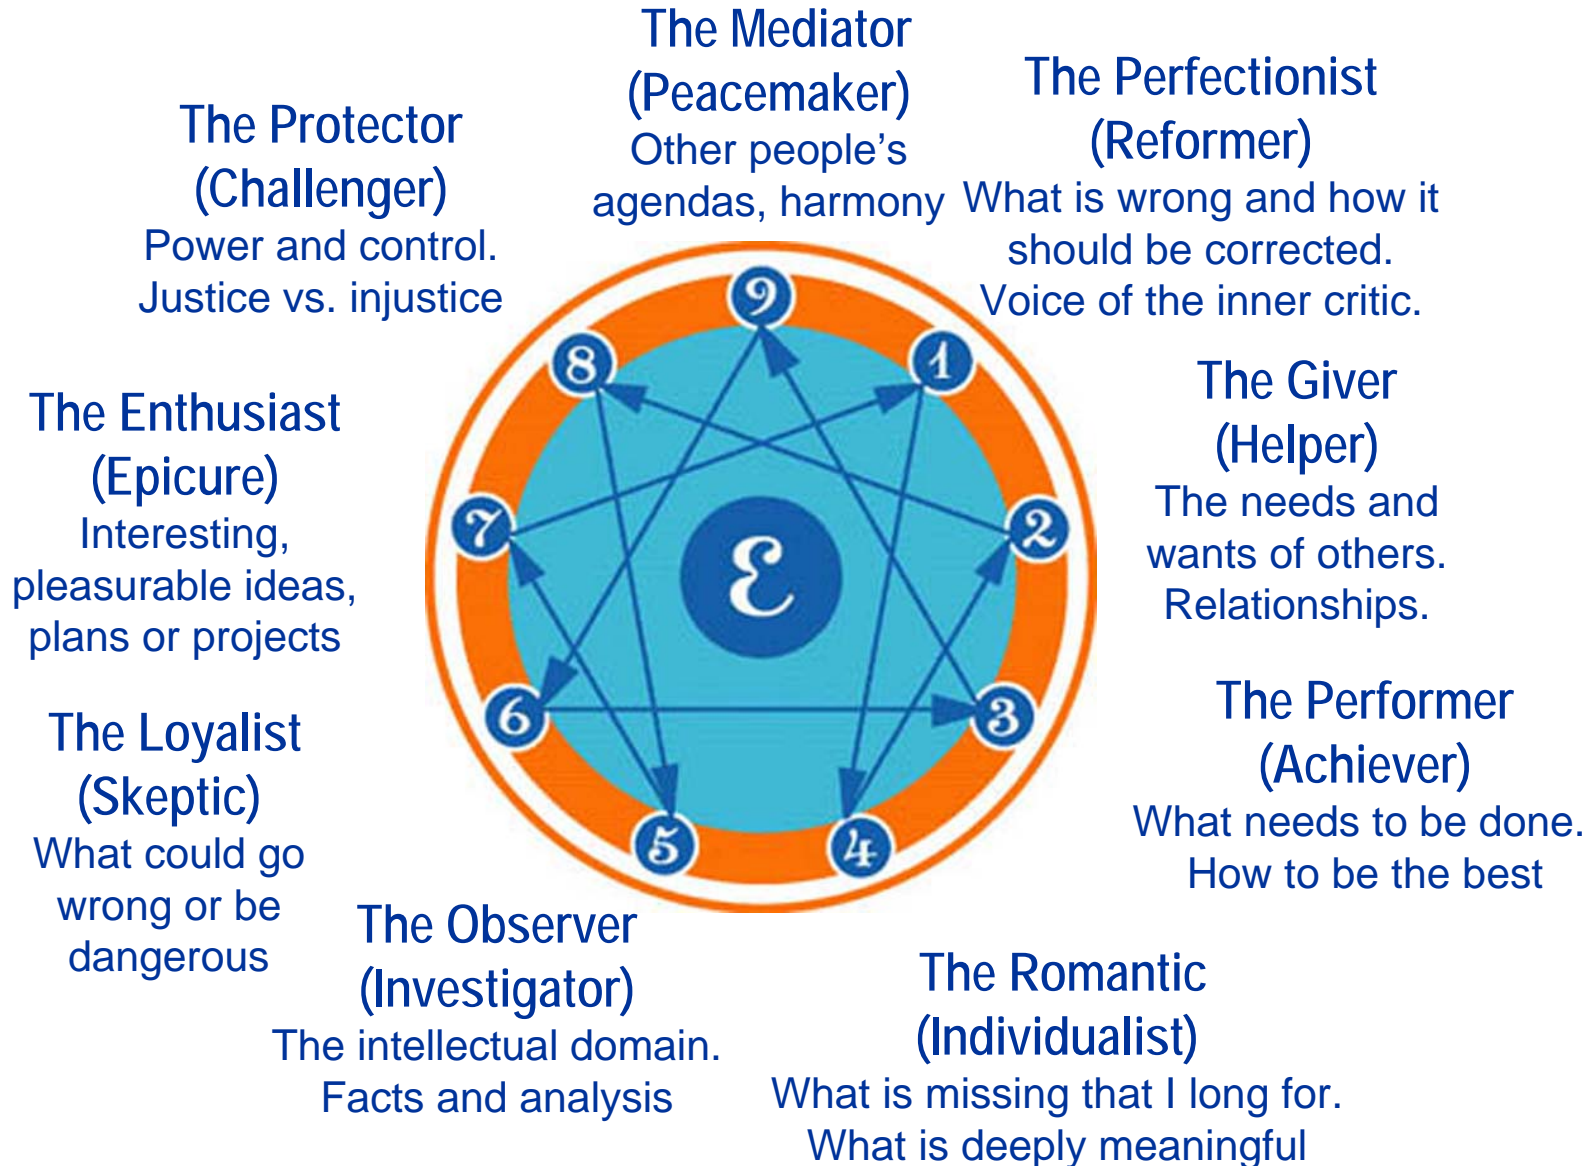 The Mediator
(Peacemaker)
Other people's
agendas, harmony
The Perfectionist
(Reformer)
What is wrong and how it
should be corrected.
Voice of the inner critic.
The Protector
(Challenger)
Power and control.
Justice vs. injustice
The Giver
(Helper)
The needs and
wants of others.
Relationships.
The Enthusiast
(Epicure)
Interesting,
pleasurable ideas,
plans or projects
The Performer
(Achiever)
What needs to be done.
How to be the best
The Loyalist
(Skeptic)
What could go
wrong or be
dangerous
The Observer
(Investigator)
The intellectual domain.
Facts and analysis
The Romantic
(Individualist)
What is missing that I long for.
What is deeply meaningful
9
8
1
7
2
ε
6
3
5
4